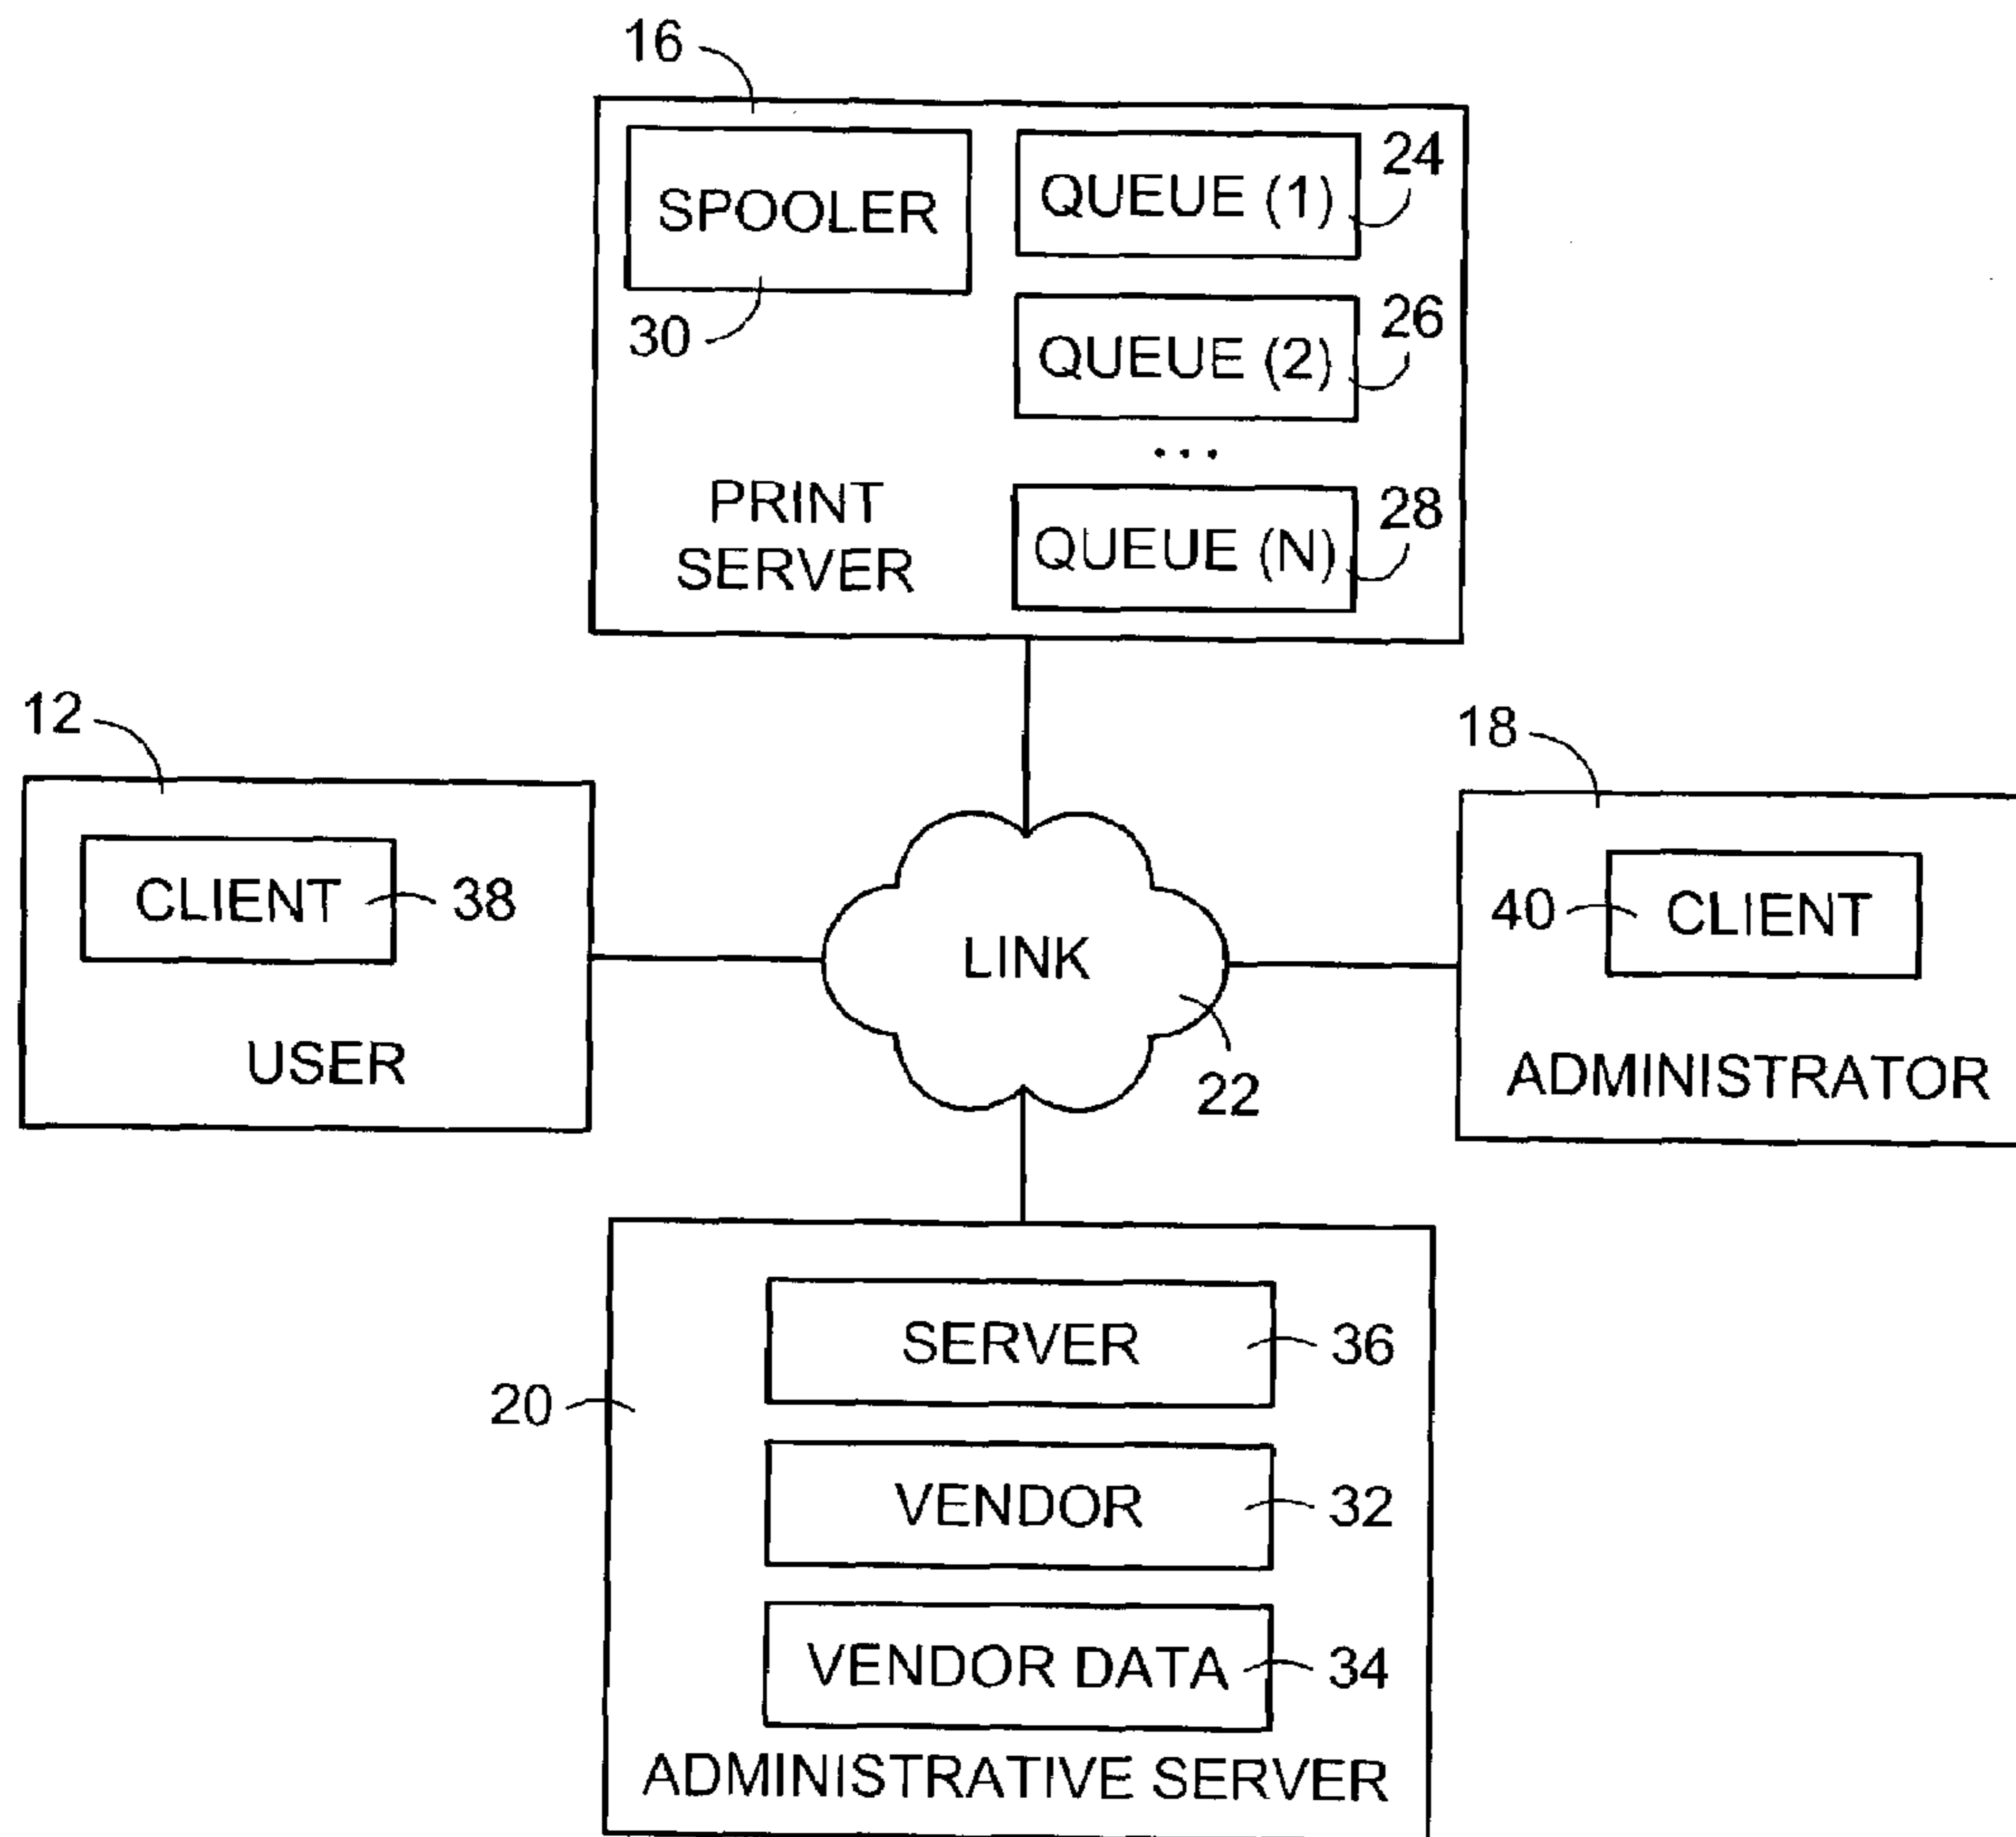 16
SPOOLER
30
QUEUE (1)
24
QUEUE (2)
26
...
QUEUE (N)
28
PRINT
SERVER
12
CLIENT
38
USER
LINK
22
18
40
CLIENT
ADMINISTRATOR
20
SERVER
36
VENDOR
32
VENDOR DATA
34
ADMINISTRATIVE SERVER